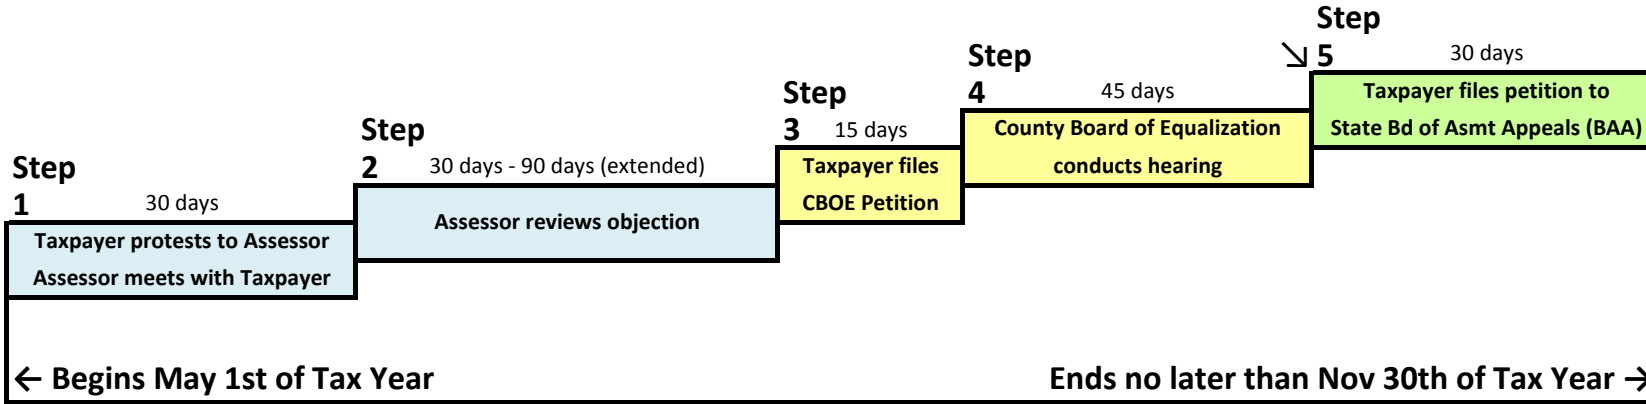 Step
1
30 days
Taxpayer protests to Assessor
Assessor meets with Taxpayer
Step
2
30 days - 90 days (extended)
Assessor reviews objection
Step
3
15 days
Taxpayer files
CBOE Petition
Step
4
45 days
County Board of Equalization
conducts hearing
↘
Step
5
30 days
Taxpayer files petition to
State Bd of Asmt Appeals (BAA)
← Begins May 1st of Tax Year
Ends no later than Nov 30th of Tax Year →